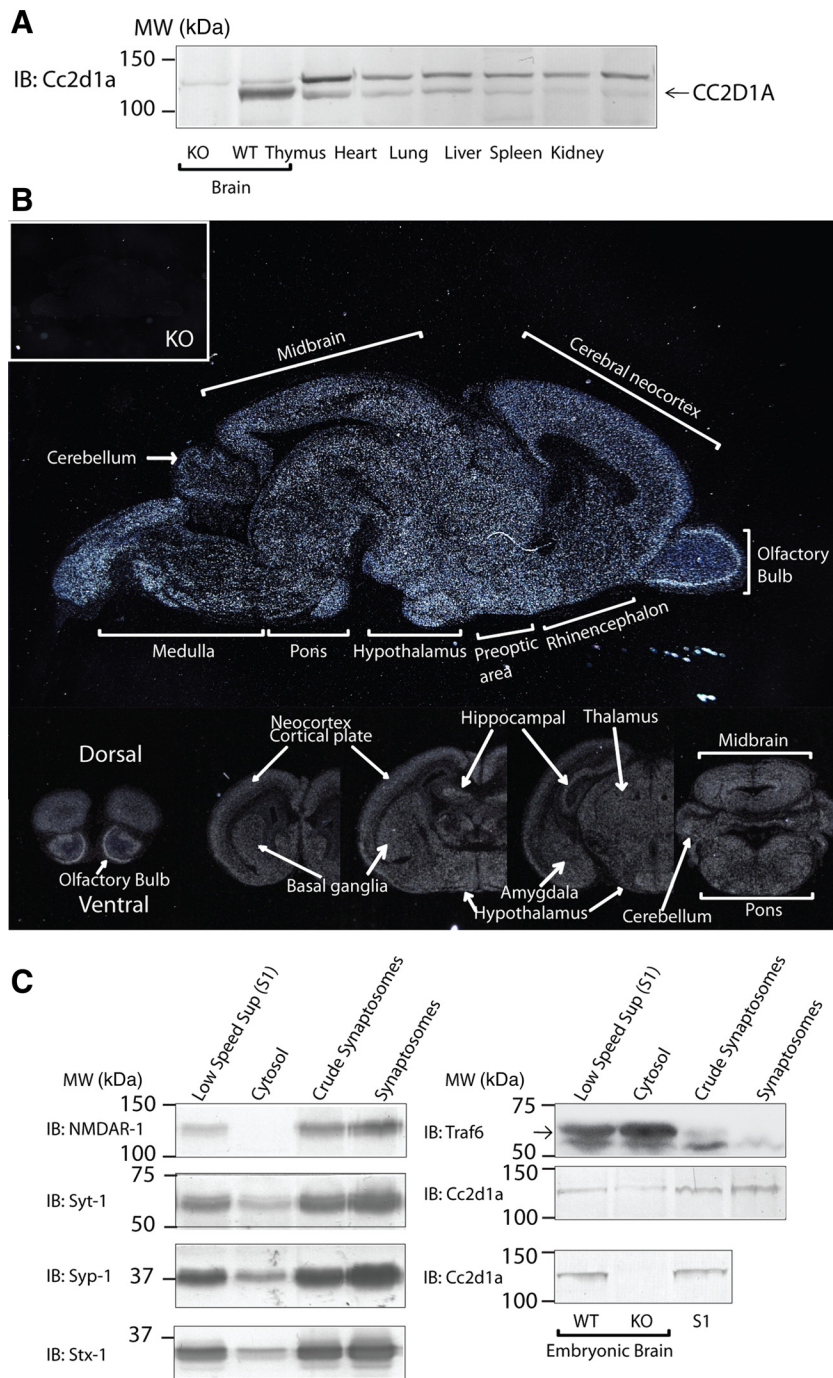 A
MW (kDa)
150
IB: Cc2d1a
100
←CC2D1A
KO WT Thymus Heart Lung Liver Spleen Kidney
Brain
B
KO
Midbrain
Cerebral neocortex
Cerebellum
Olfactory
Bulb
Medulla
Pons
Hypothalamus
Preoptic
area
Rhinencephalon
Dorsal
Neocortex
Cortical plate
Hippocampal
Thalamus
Midbrain
Olfactory Bulb
Ventral
Basal ganglia
Amygdala
Hypothalamus
Cerebellum
Pons
C
Low Speed Sup (S1)
Cytosol
Crude Synaptosomes
Synaptosomes
MW (kDa)
150
IB: NMDAR-1
100
75
IB: Syt-1
50
IB: Syp-1 37
37
IB: Stx-1
Low Speed Sup (S1)
Cytosol
Crude Synaptosomes
Synaptosomes
MW (kDa)
75
IB: Traf6 →
50
150
IB: Cc2d1a
100
150
IB: Cc2d1a
100
WT KO S1
Embryonic Brain